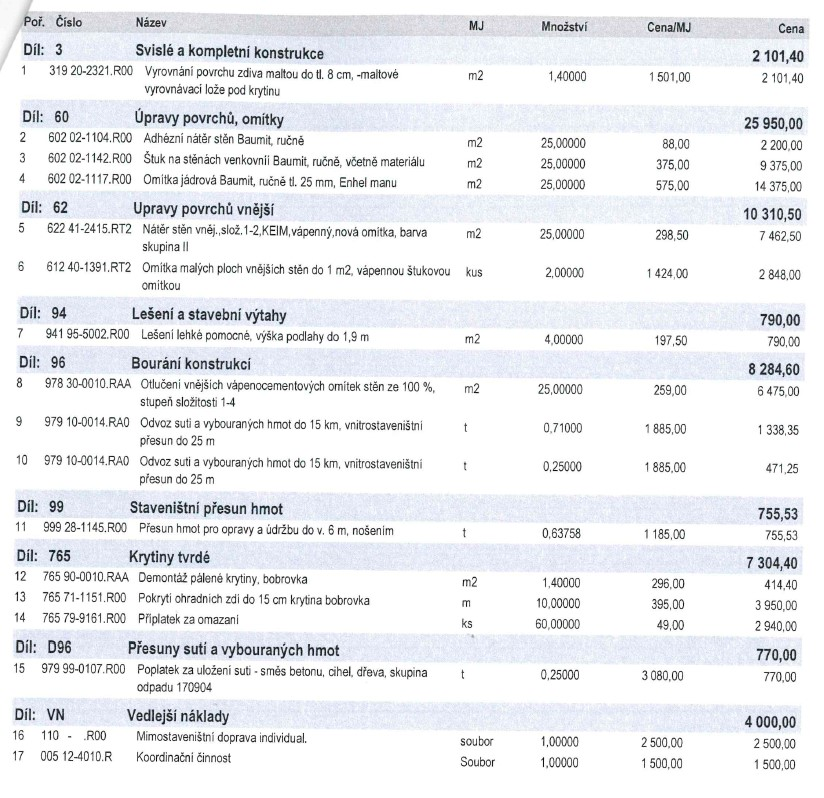 Poř. Číslo Název MJ Množství Cena/MJ Cena
Díl: 3 Svislé a kompletní konstrukce 2 101,40
1 319 20-2321.R00 Vyrovnání povrchu zdiva maltou do tl. 8 cm, -maltové m2 1,40000 1 501,00 2 101,40
vyrovnávací lože pod krytinu
Díl: 60 Úpravy povrchů, omítky 25 950,00
2 602 02-1104.R00 Adhézní nátěr stěn Baumit, ručně m2 25,00000 88,00 2 200,00
3 602 02-1142.R00 Štuk na stěnách venkovníí Baumit, ručně, včetně materiálu m2 25,00000 375,00 9 375,00
4 602 02-1117.R00 Omítka jádrová Baumit, ručně tl. 25 mm, Enhel manu m2 25,00000 575,00 14 375,00
Díl: 62 Úpravy povrchů vnější 10 310,50
5 622 41-2415.RT2 Nátěr stěn vněj.,slož.1-2,KEIM,vápenný,nová omítka, barva m2 25,00000 298,50 7 462,50
skupina II
6 612 40-1391.RT2 Omítka malých ploch vnějších stěn do 1 m2, vápennou štukovou kus 2,00000 1 424,00 2 848,00
omítkou
Díl: 94 Lešení a stavební výtahy 790,00
7 941 95-5002.R00 Lešení lehké pomocné, výška podlahy do 1,9 m m2 4,00000 197,50 790,00
Díl: 96 Bourání konstrukcí 8 284,60
8 978 30-0010.RAA Otlučení vnějších vápenocementových omítek stěn ze 100 %, m2 25,00000 259,00 6 475,00
stupeň složitosti 1-4
9 979 10-0014.RA0 Odvoz suti a vybouraných hmot do 15 km, vnitrostaveništní t 0,71000 1 885,00 1 338,35
přesun do 25 m
10 979 10-0014.RA0 Odvoz suti a vybouraných hmot do 15 km, vnitrostaveništní t 0,25000 1 885,00 471,25
přesun do 25 m
Díl: 99 Staveništní přesun hmot 755,53
11 999 28-1145.R00 Přesun hmot pro opravy a údržbu do v. 6 m, nošením t 0,63758 1 185,00 755,53
Díl: 765 Krytiny tvrdé 7 304,40
12 765 90-0010.RAA Demontáž pálené krytiny, bobrovka m2 1,40000 296,00 414,40
13 765 71-1151.R00 Pokrytí ohradních zdí do 15 cm krytina bobrovka m 10,00000 395,00 3 950,00
14 765 79-9161.R00 Příplatek za omazaní ks 60,00000 49,00 2 940,00
Díl: D96 Přesuny sutí a vybouraných hmot 770,00
15 979 99-0107.R00 Poplatek za uložení suti - směs betonu, cihel, dřeva, skupina t 0,25000 3 080,00 770,00
odpadu 170904
Díl: VN Vedlejší náklady 4 000,00
16 110 - .R00 Mimostaveništní doprava individual. soubor 1,00000 2 500,00 2 500,00
17 005 12-4010.R Koordinační činnost Soubor 1,00000 1 500,00 1 500,00